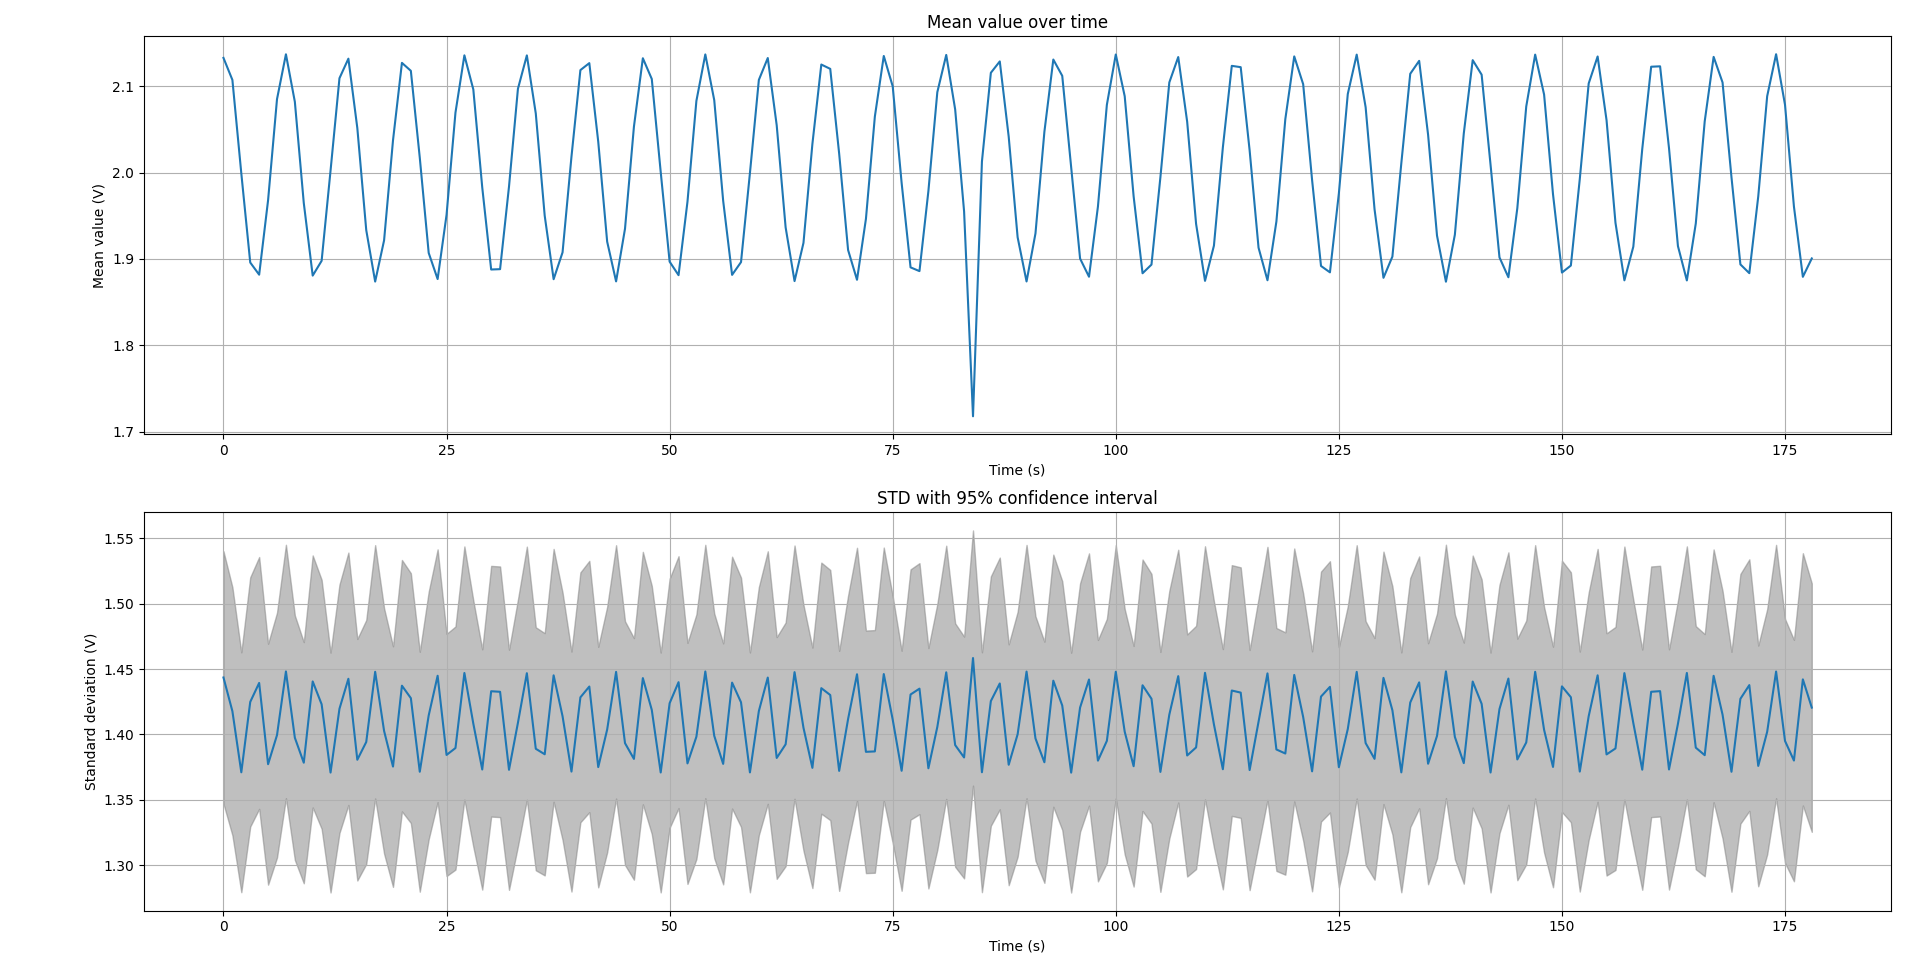 Mean value over time
Mean value (V)
2.1
2.0
1.9
1.8
1.7
0 25 50 75 100 125 150 175
Time (s)
STD with 95% confidence interval
Standard deviation (V)
1.55
1.50
1.45
1.40
1.35
1.30
0 25 50 75 100 125 150 175
Time (s)